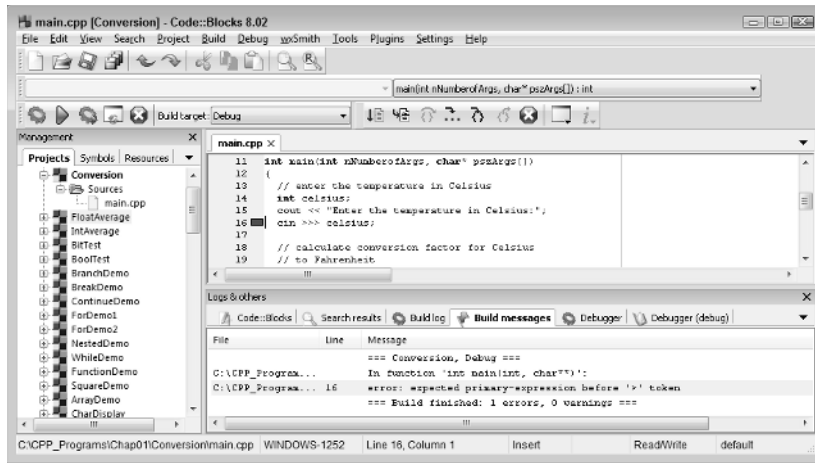 main.cpp [Conversion] - Code::Blocks 8.02
File Edit View Search Project Build Debug wxSmith Tools Plugins Settings Help
main(int nNumberofArgs, char* pszArgs[]) : int
Build target: Debug
Management
main.cpp
Projects Symbols Resources
Conversion
Sources
main.cpp
FloatAverage
IntAverage
BitTest
BoolTest
BranchDemo
BreakDemo
ContinueDemo
ForDemo1
ForDemo2
NestedDemo
WhileDemo
FunctionDemo
SquareDemo
ArrayDemo
CharDisplay
11 int main(int nNumberofArgs, char* pszArgs[])
12 {
13 // enter the temperature in Celsius
14 int celsius;
15 cout << "Enter the temperature in Celsius:";
16 cin >>> celsius;
17
18 // calculate conversion factor for Celsius
19 // to Fahrenheit
Logs & others
Code::Blocks Search results Build log Build messages Debugger Debugger (debug)
File Line Message
=== Conversion, Debug ===
C:\CPP_Program... In function 'int main(int, char**)':
C:\CPP_Program... 16 error: expected primary-expression before '>' token
=== Build finished: 1 errors, 0 warnings ===
C:\CPP_Programs\Chap01\Conversion\main.cpp WINDOWS-1252 Line 16, Column 1 Insert Read/Write default